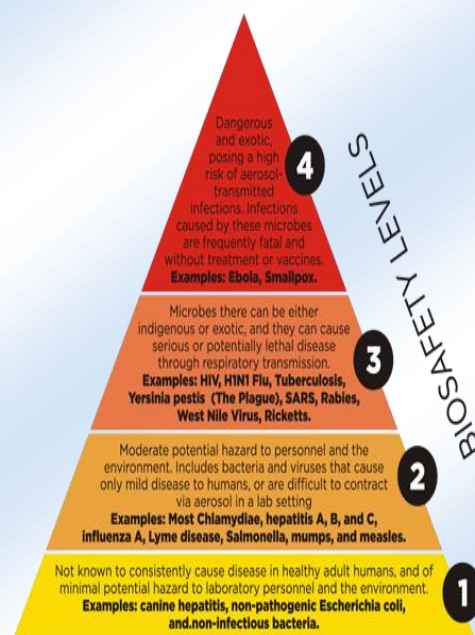 Dangerous
and exotic,
posing a high
risk of aerosol-
transmitted
infections. Infections
caused by these microbes
are frequently fatal and
without treatment or vaccines.
Examples: Ebola, Smallpox.
4
BIOSAFETY LEVELS
Microbes there can be either
indigenous or exotic, and they can cause
serious or potentially lethal disease
through respiratory transmission.
Examples: HIV, H1N1 Flu, Tuberculosis,
Yersinia pestis (The Plague), SARS, Rabies,
West Nile Virus, Ricketts.
3
Moderate potential hazard to personnel and the
environment. Includes bacteria and viruses that cause
only mild disease to humans, or are difficult to contract
via aerosol in a lab setting
Examples: Most Chlamydiae, hepatitis A, B, and C,
influenza A, Lyme disease, Salmonella, mumps, and measles.
2
Not known to consistently cause disease in healthy adult humans, and of
minimal potential hazard to laboratory personnel and the environment.
Examples: canine hepatitis, non-pathogenic Escherichia coli,
and.non-infectious bacteria.
1